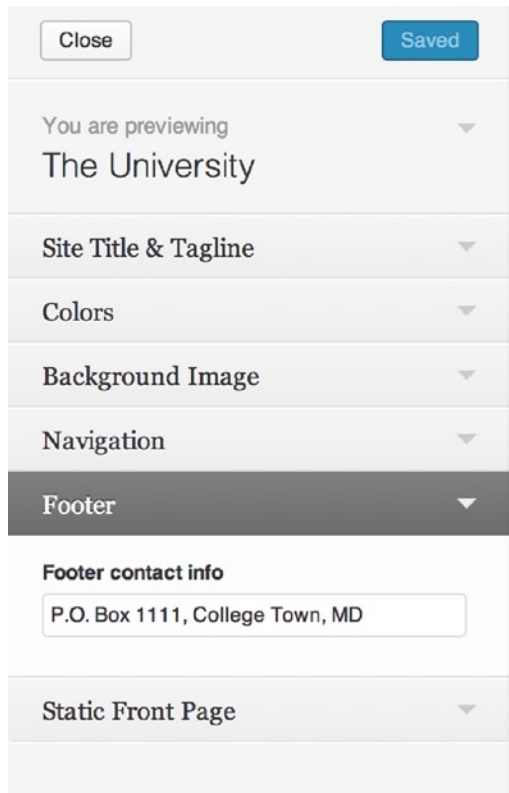 Close
Saved
You are previewing
The University
Site Title & Tagline
Colors
Background Image
Navigation
Footer
Footer contact info
P.O. Box 1111, College Town, MD
Static Front Page